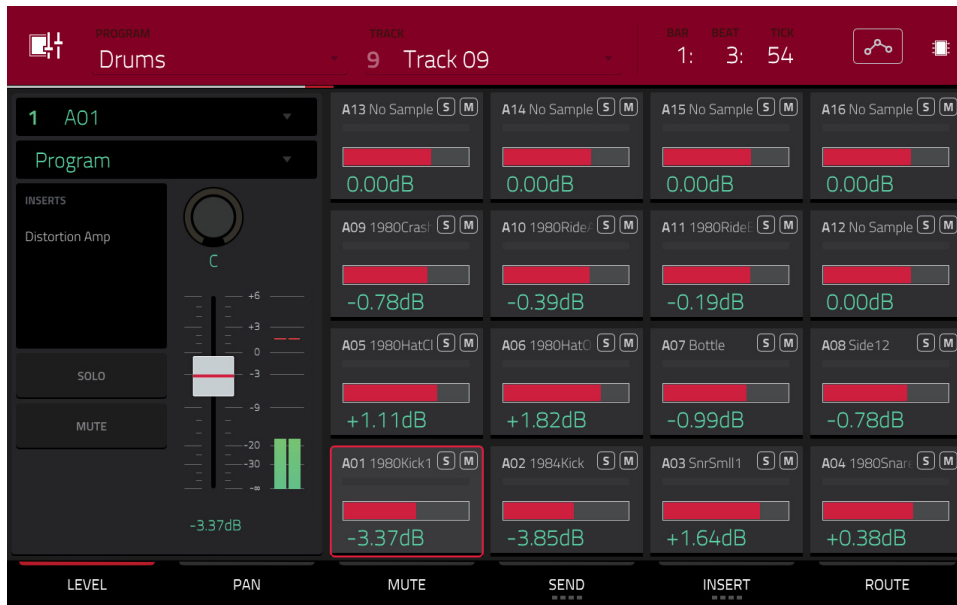 PROGRAM TRACK BAR BEAT TICK
Drums 9 Track 09 1: 3: 54
1 A01
Program
INSERTS
Distortion Amp
C
+6
+3
0
-3
-9
-20
-30
-∞
SOLO
MUTE
-3.37dB
A13 No Sample S M
0.00dB
A14 No Sample S M
0.00dB
A15 No Sample S M
0.00dB
A16 No Sample S M
0.00dB
A09 1980Crash S M
-0.78dB
A10 1980Ride S M
-0.39dB
A11 1980Ride S M
-0.19dB
A12 No Sample S M
0.00dB
A05 1980HatCl S M
+1.11dB
A06 1980HatO S M
+1.82dB
A07 Bottle S M
-0.99dB
A08 Side12 S M
-0.78dB
A01 1980Kick1 S M
-3.37dB
A02 1984Kick S M
-3.85dB
A03 SnrSmll1 S M
+1.64dB
A04 1980Snar S M
+0.38dB
LEVEL PAN MUTE SEND INSERT ROUTE